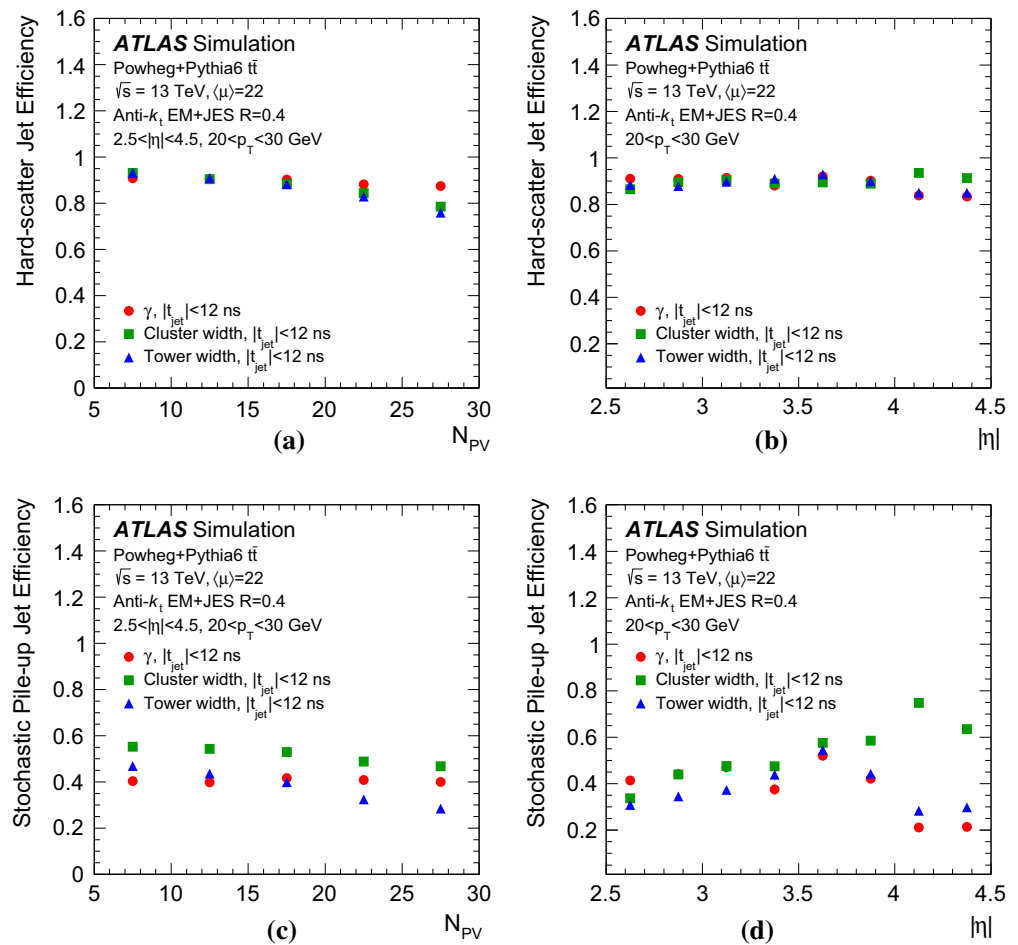 Hard-scatter Jet Efficiency
1.6
1.4
1.2
1
0.8
0.6
0.4
0.2
0
ATLAS Simulation
Powheg+Pythia6 tt̄
√s = 13 TeV, ⟨μ⟩=22
Anti-kt EM+JES R=0.4
2.5<|η|<4.5, 20<pT<30 GeV
γ, |tjet|<12 ns
Cluster width, |tjet|<12 ns
Tower width, |tjet|<12 ns
5 10 15 20 25 30
(a)
NPV
Hard-scatter Jet Efficiency
1.6
1.4
1.2
1
0.8
0.6
0.4
0.2
ATLAS Simulation
Powheg+Pythia6 tt̄
√s = 13 TeV, ⟨μ⟩=22
Anti-kt EM+JES R=0.4
20<pT<30 GeV
γ, |tjet|<12 ns
Cluster width, |tjet|<12 ns
Tower width, |tjet|<12 ns
2.5 3 3.5 4 4.5
(b)
|η|
Stochastic Pile-up Jet Efficiency
1.6
1.4
1.2
1
0.8
0.6
0.4
0.2
0
ATLAS Simulation
Powheg+Pythia6 tt̄
√s = 13 TeV, ⟨μ⟩=22
Anti-kt EM+JES R=0.4
2.5<|η|<4.5, 20<pT<30 GeV
γ, |tjet|<12 ns
Cluster width, |tjet|<12 ns
Tower width, |tjet|<12 ns
5 10 15 20 25 30
(c)
NPV
Stochastic Pile-up Jet Efficiency
1.6
1.4
1.2
1
0.8
0.6
0.4
0.2
ATLAS Simulation
Powheg+Pythia6 tt̄
√s = 13 TeV, ⟨μ⟩=22
Anti-kt EM+JES R=0.4
20<pT<30 GeV
γ, |tjet|<12 ns
Cluster width, |tjet|<12 ns
Tower width, |tjet|<12 ns
2.5 3 3.5 4 4.5
(d)
|η|